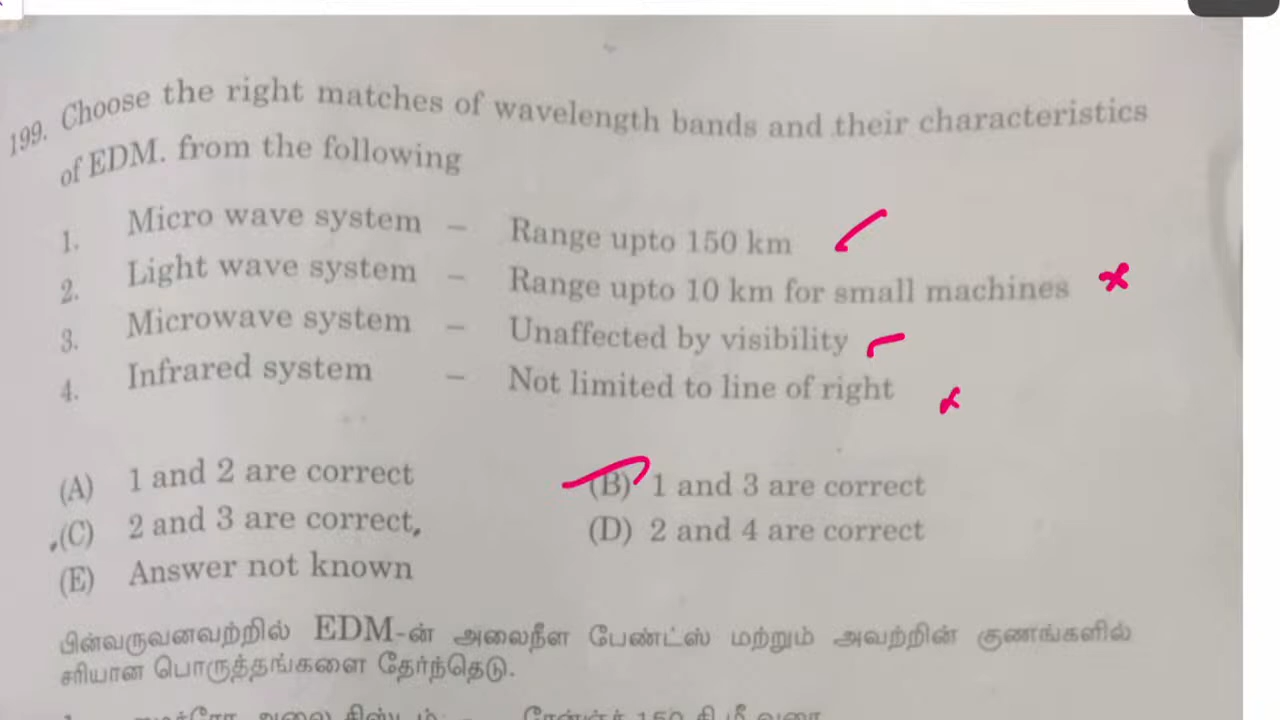 199. Choose the right matches of wavelength bands and their characteristics
of EDM. from the following
1. Micro wave system – Range upto 150 km
2. Light wave system – Range upto 10 km for small machines
3. Microwave system – Unaffected by visibility
4. Infrared system – Not limited to line of right
(A) 1 and 2 are correct (B) 1 and 3 are correct
(C) 2 and 3 are correct, (D) 2 and 4 are correct
(E) Answer not known
பின்வருவனவற்றில் EDM-ன் அலைநீள பேண்ட்ஸ் மற்றும் அவற்றின் குணங்களில்
சரியான பொருத்தங்களை தேர்ந்தெடு.